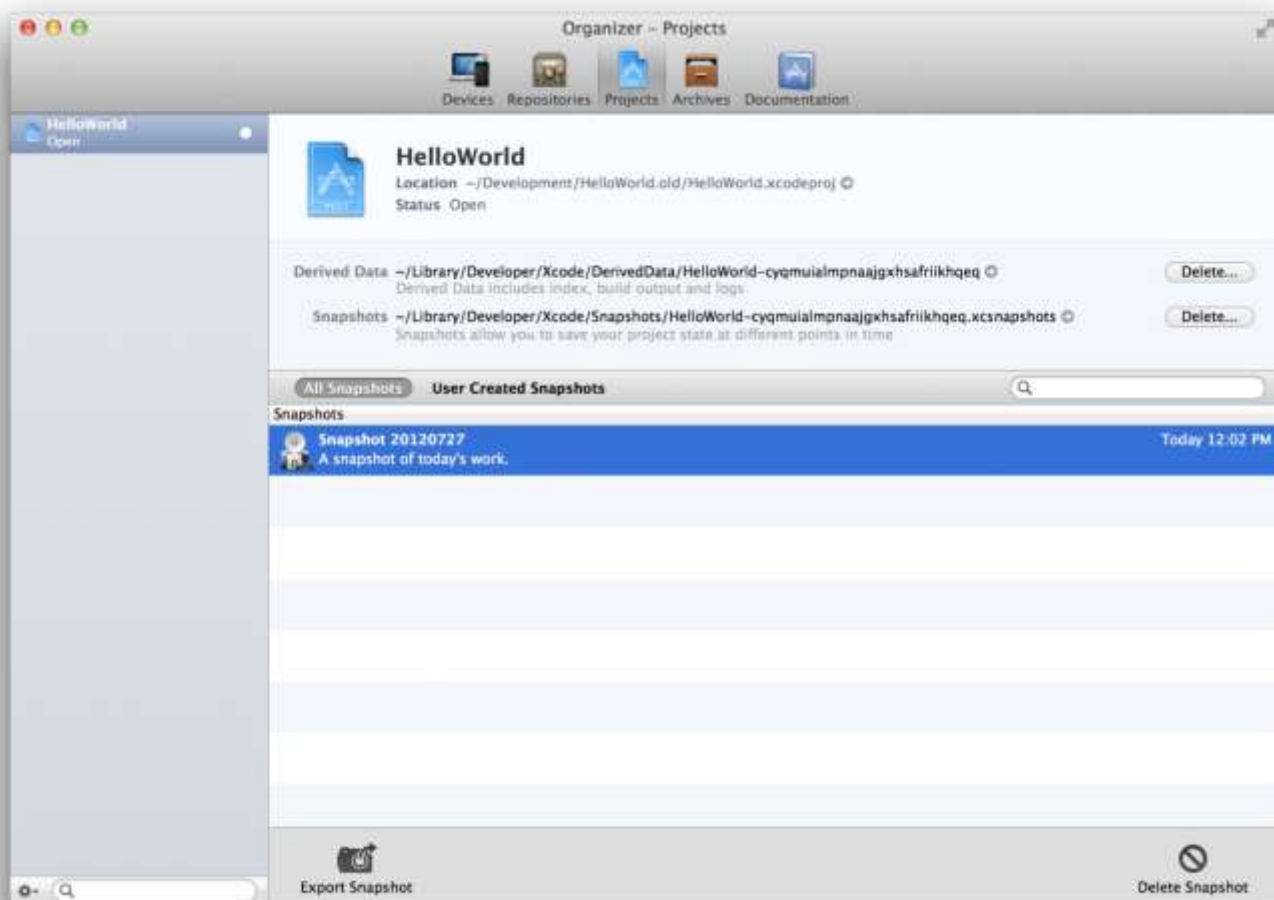 Organizer – Projects
Devices Repositories Projects Archives Documentation
HelloWorld
Open
HelloWorld
Location ~/Development/HelloWorld.old/HelloWorld.xcodeproj
Status Open
Derived Data ~/Library/Developer/Xcode/DerivedData/HelloWorld-cyqmuialmpnaajgxhsafriikhqeq Delete...
Derived Data includes index, build output and logs
Snapshots ~/Library/Developer/Xcode/Snapshots/HelloWorld-cyqmuialmpnaajgxhsafriikhqeq.xcsnapshots Delete...
Snapshots allow you to save your project state at different points in time
All Snapshots User Created Snapshots
Snapshots
Snapshot 20120727 Today 12:02 PM
A snapshot of today's work.
Export Snapshot Delete Snapshot